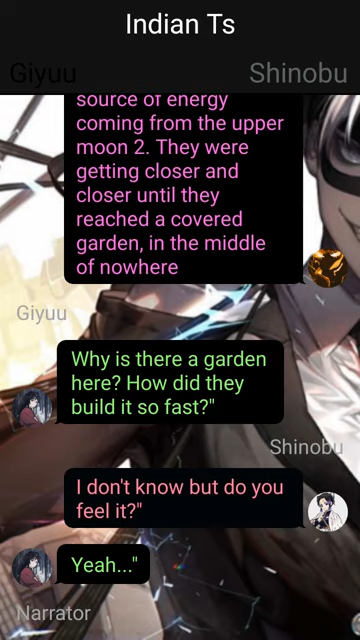 Indian Ts
Giyuu
Shinobu
source of energy
coming from the upper
moon 2. They were
getting closer and
closer until they
reached a covered
garden, in the middle
of nowhere
Giyuu
Why is there a garden
here? How did they
build it so fast?"
Shinobu
I don't know but do you
feel it?"
Yeah..."
Narrator